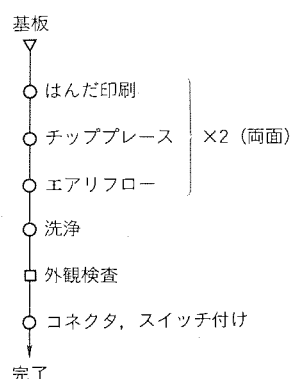 基板
はんだ印刷
チッププレース ×2（両面）
エアリフロー
洗浄
外観検査
コネクタ，スイッチ付け
完了